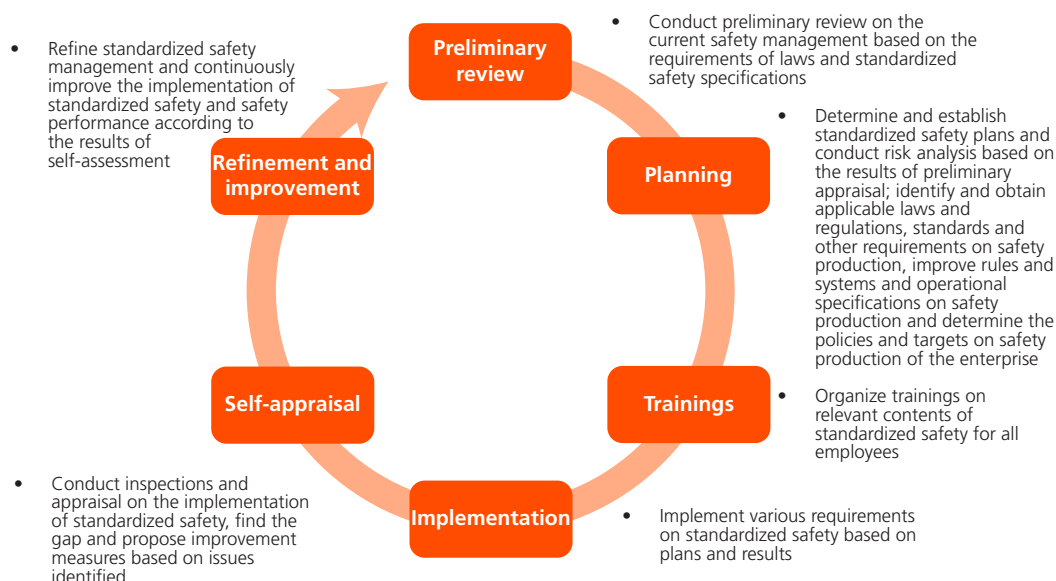 Preliminary
review
• Conduct preliminary review on the
current safety management based on the
requirements of laws and standardized
safety specifications
Planning
• Determine and establish
standardized safety plans and
conduct risk analysis based on
the results of preliminary
appraisal; identify and obtain
applicable laws and
regulations, standards and
other requirements on safety
production, improve rules and
systems and operational
specifications on safety
production and determine the
policies and targets on safety
production of the enterprise
Trainings
• Organize trainings on
relevant contents of
standardized safety for all
employees
Implementation
• Implement various requirements
on standardized safety based on
plans and results
Self-appraisal
• Conduct inspections and
appraisal on the implementation
of standardized safety, find the
gap and propose improvement
measures based on issues
identified
Refinement and
improvement
• Refine standardized safety
management and continuously
improve the implementation of
standardized safety and safety
performance according to
the results of
self-assessment